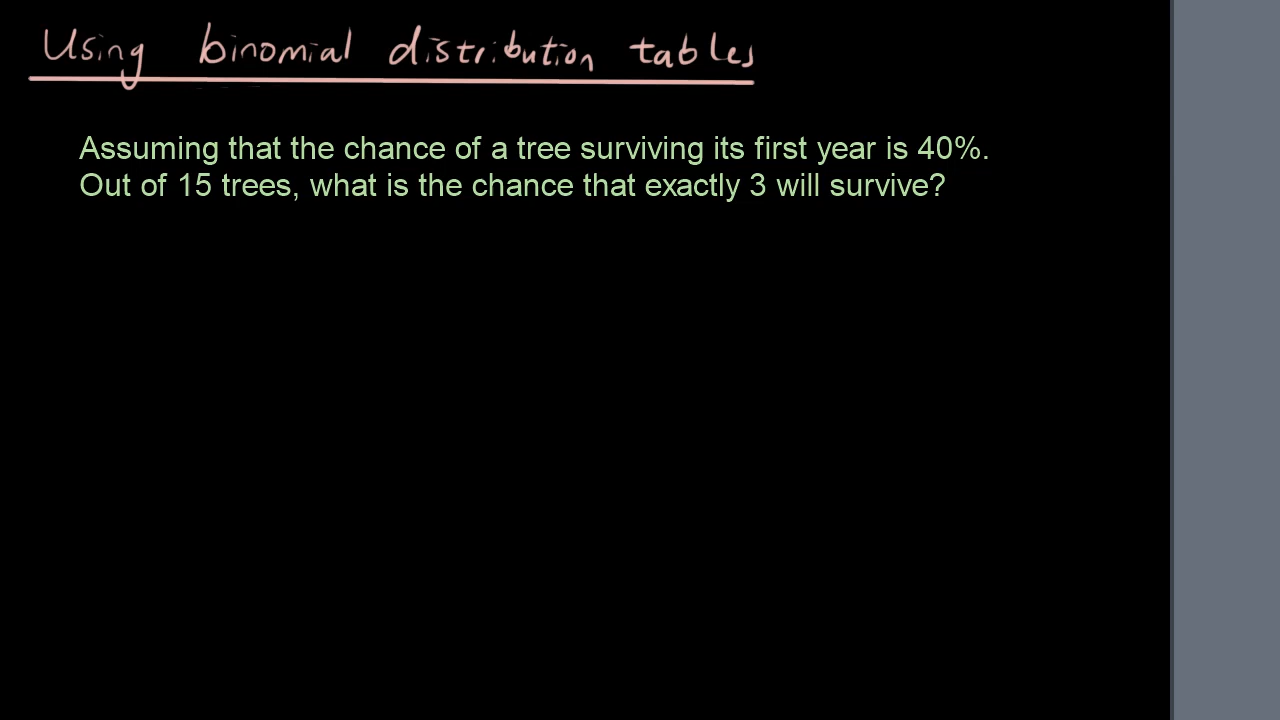 Using binomial distribution tables
Assuming that the chance of a tree surviving its first year is 40%.
Out of 15 trees, what is the chance that exactly 3 will survive?